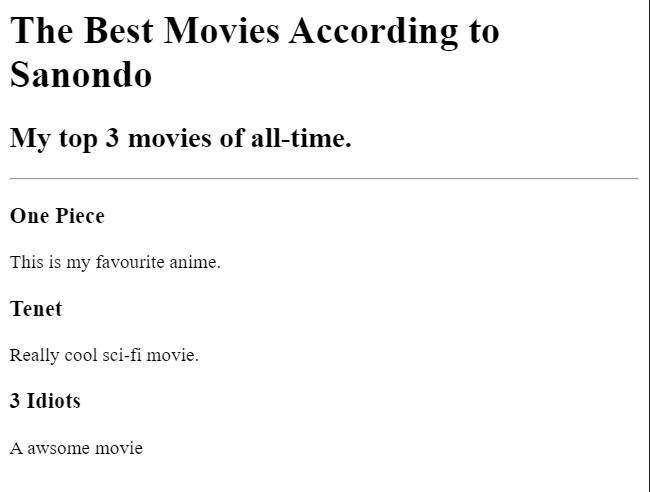 The Best Movies According to
Sanondo
My top 3 movies of all-time.
One Piece
This is my favourite anime.
Tenet
Really cool sci-fi movie.
3 Idiots
A awsome movie